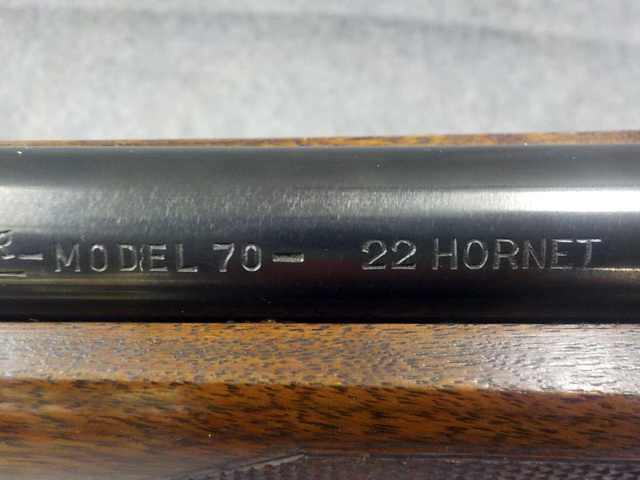 R-MODEL 70- 22 HORNET